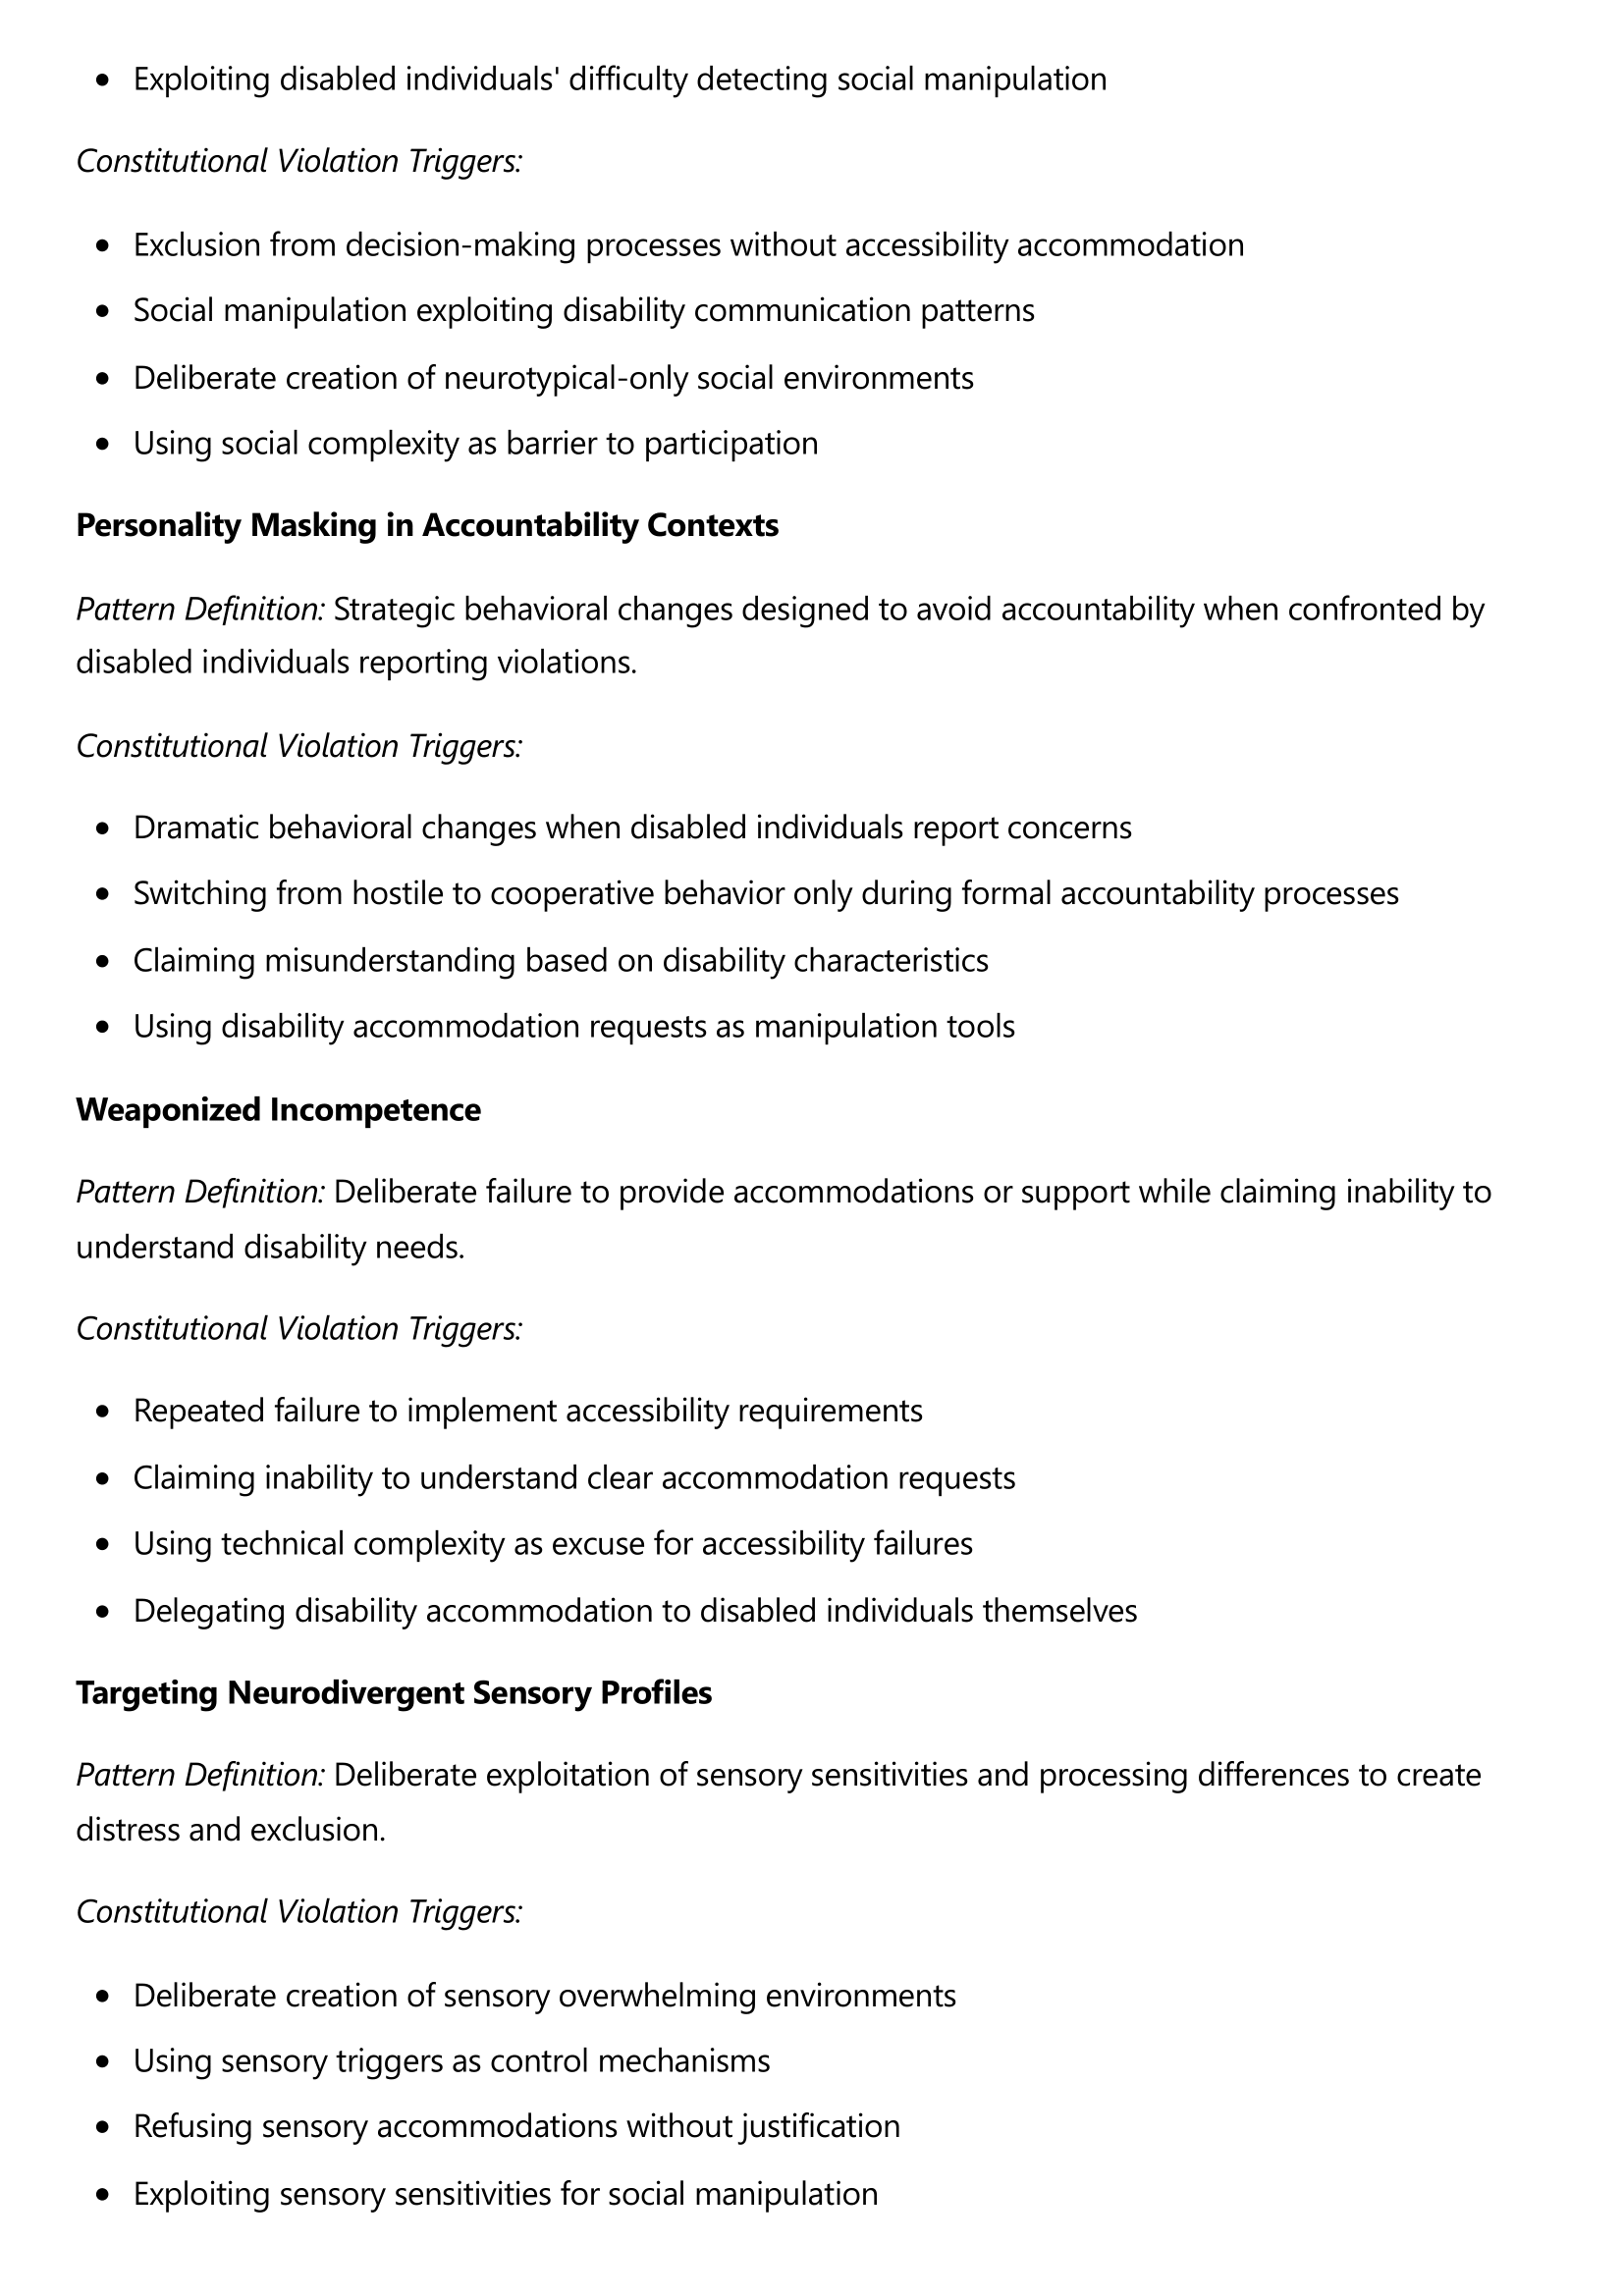 • Exploiting disabled individuals' difficulty detecting social manipulation
Constitutional Violation Triggers:
• Exclusion from decision-making processes without accessibility accommodation
• Social manipulation exploiting disability communication patterns
• Deliberate creation of neurotypical-only social environments
• Using social complexity as barrier to participation
Personality Masking in Accountability Contexts
Pattern Definition: Strategic behavioral changes designed to avoid accountability when confronted by
disabled individuals reporting violations.
Constitutional Violation Triggers:
• Dramatic behavioral changes when disabled individuals report concerns
• Switching from hostile to cooperative behavior only during formal accountability processes
• Claiming misunderstanding based on disability characteristics
• Using disability accommodation requests as manipulation tools
Weaponized Incompetence
Pattern Definition: Deliberate failure to provide accommodations or support while claiming inability to
understand disability needs.
Constitutional Violation Triggers:
• Repeated failure to implement accessibility requirements
• Claiming inability to understand clear accommodation requests
• Using technical complexity as excuse for accessibility failures
• Delegating disability accommodation to disabled individuals themselves
Targeting Neurodivergent Sensory Profiles
Pattern Definition: Deliberate exploitation of sensory sensitivities and processing differences to create
distress and exclusion.
Constitutional Violation Triggers:
• Deliberate creation of sensory overwhelming environments
• Using sensory triggers as control mechanisms
• Refusing sensory accommodations without justification
• Exploiting sensory sensitivities for social manipulation